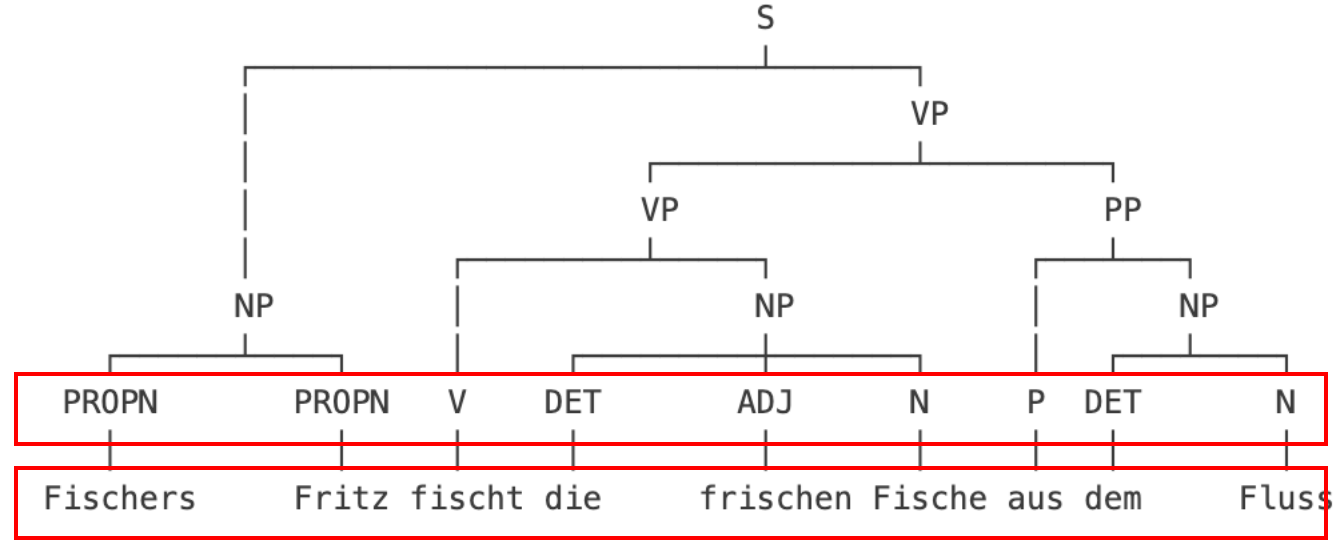 S
VP
VP PP
NP NP NP
PROPN PROPN V DET ADJ N P DET N
Fischers Fritz fischt die frischen Fische aus dem Fluss